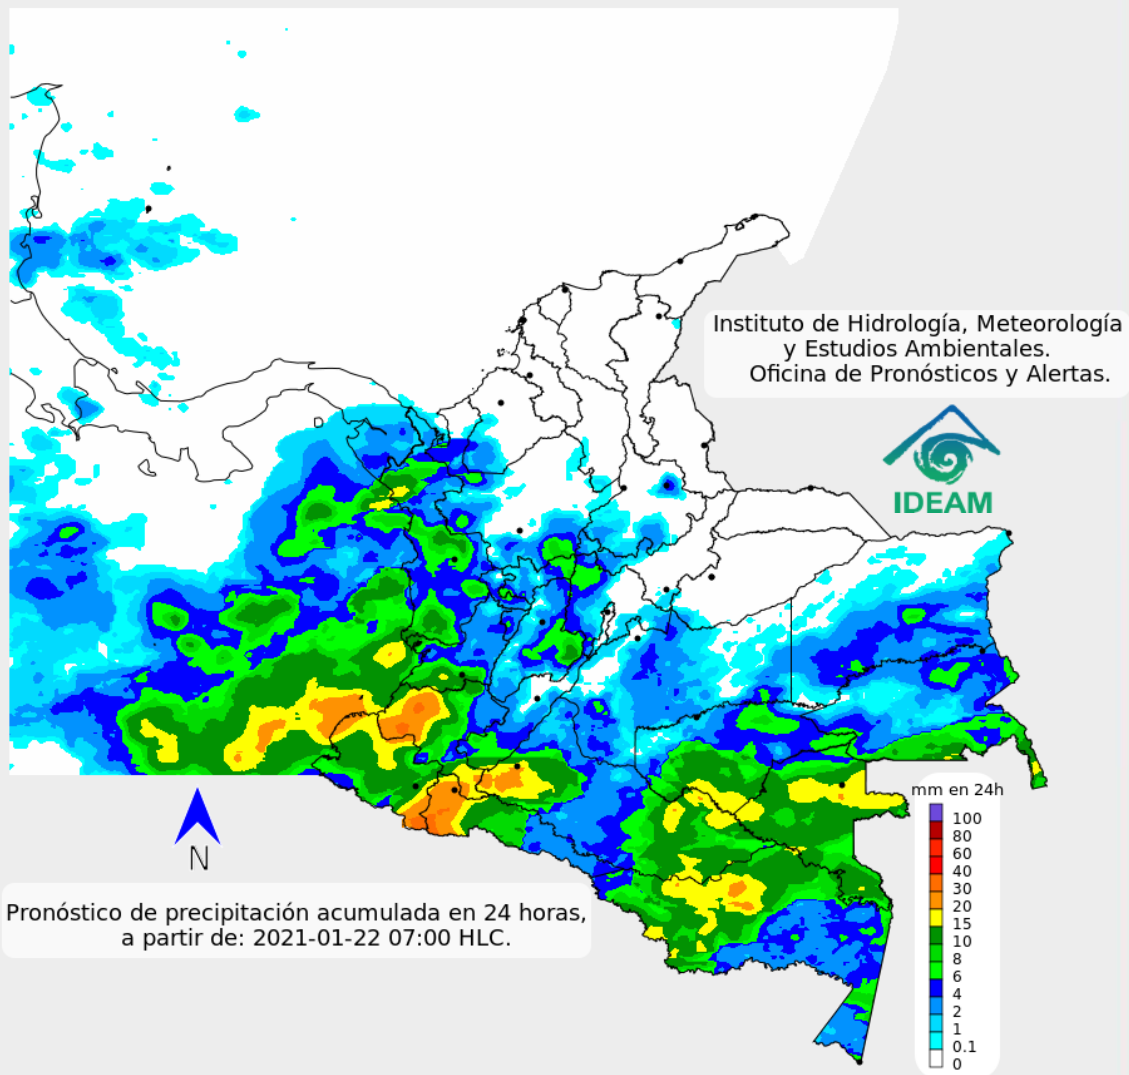 Instituto de Hidrología, Meteorología
y Estudios Ambientales.
Oficina de Pronósticos y Alertas.
IDEAM
mm en 24h
100
80
60
40
30
20
15
10
8
6
4
2
1
0.1
0
N
Pronóstico de precipitación acumulada en 24 horas,
a partir de: 2021-01-22 07:00 HLC.